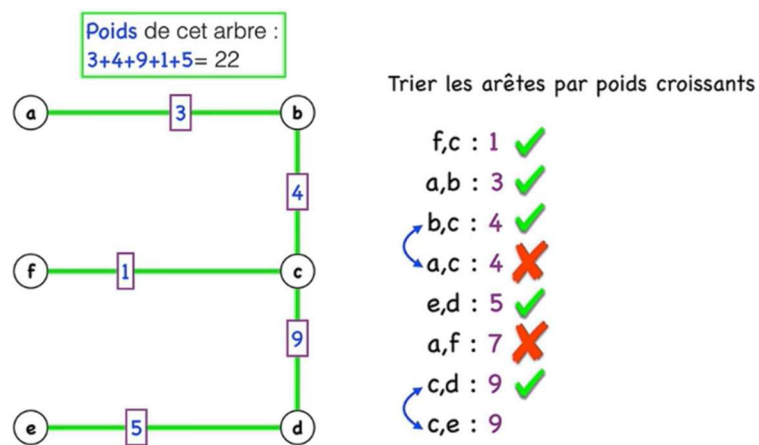 Poids de cet arbre :
3+4+9+1+5= 22
Trier les arêtes par poids croissants
a
3
b
4
f
1
c
9
e
5
d
f,c : 1
a,b : 3
b,c : 4
a,c : 4
e,d : 5
a,f : 7
c,d : 9
c,e : 9